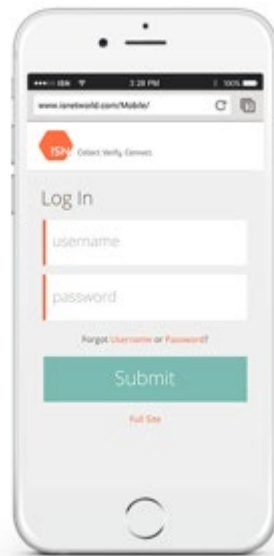 ISN 3:28 PM 100%
www.isnetworld.com/Mobile/
ISN Collect. Verify. Connect.
Log In
username
password
Forgot Username or Password?
Submit
Full Site